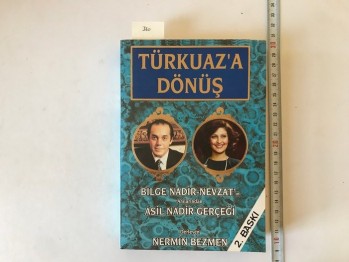 TÜRKUAZ'A
DÖNÜŞ
BİLGE NADİR-NEVZAT'ın
ASİL NADİR GERÇEĞİ
NERMİN BEZMEN
2. BASKI